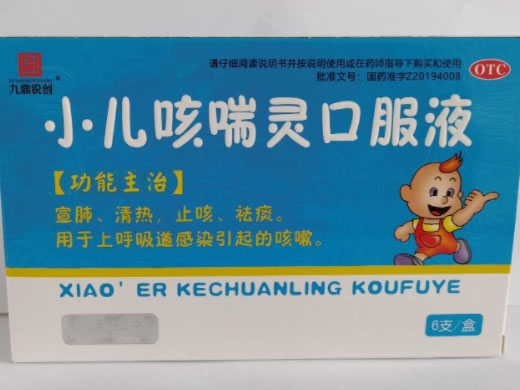 请仔细阅读说明书并按说明使用或在药师指导下购买和使用
批准文号：国药准字Z20194008
OTC
九鼎锐创
小儿咳喘灵口服液
【功能主治】
宣肺、清热，止咳、祛痰。
用于上呼吸道感染引起的咳嗽。
XIAO' ER KECHUANLING KOUFUYE
6支/盒